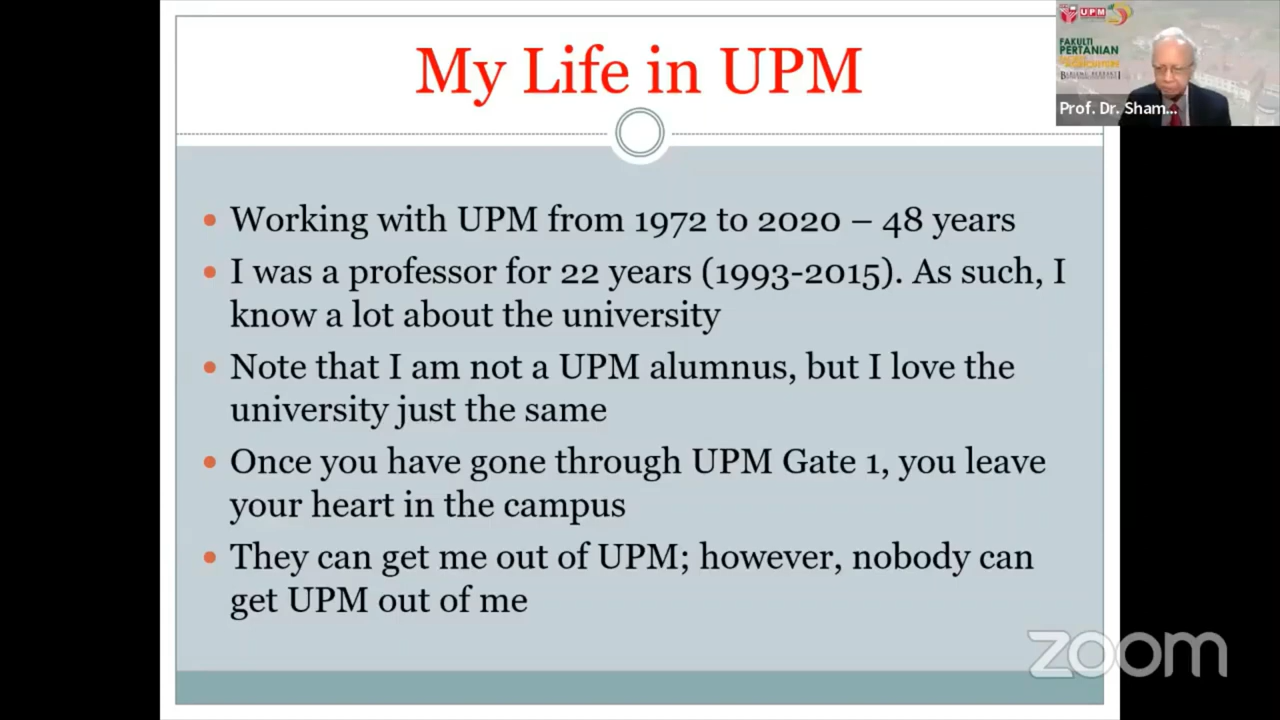 My Life in UPM
Working with UPM from 1972 to 2020 – 48 years
I was a professor for 22 years (1993-2015). As such, I
know a lot about the university
Note that I am not a UPM alumnus, but I love the
university just the same
Once you have gone through UPM Gate 1, you leave
your heart in the campus
They can get me out of UPM; however, nobody can
get UPM out of me
UPM
FAKULTI
PERTANIAN
Prof. Dr. Sham...
zoom